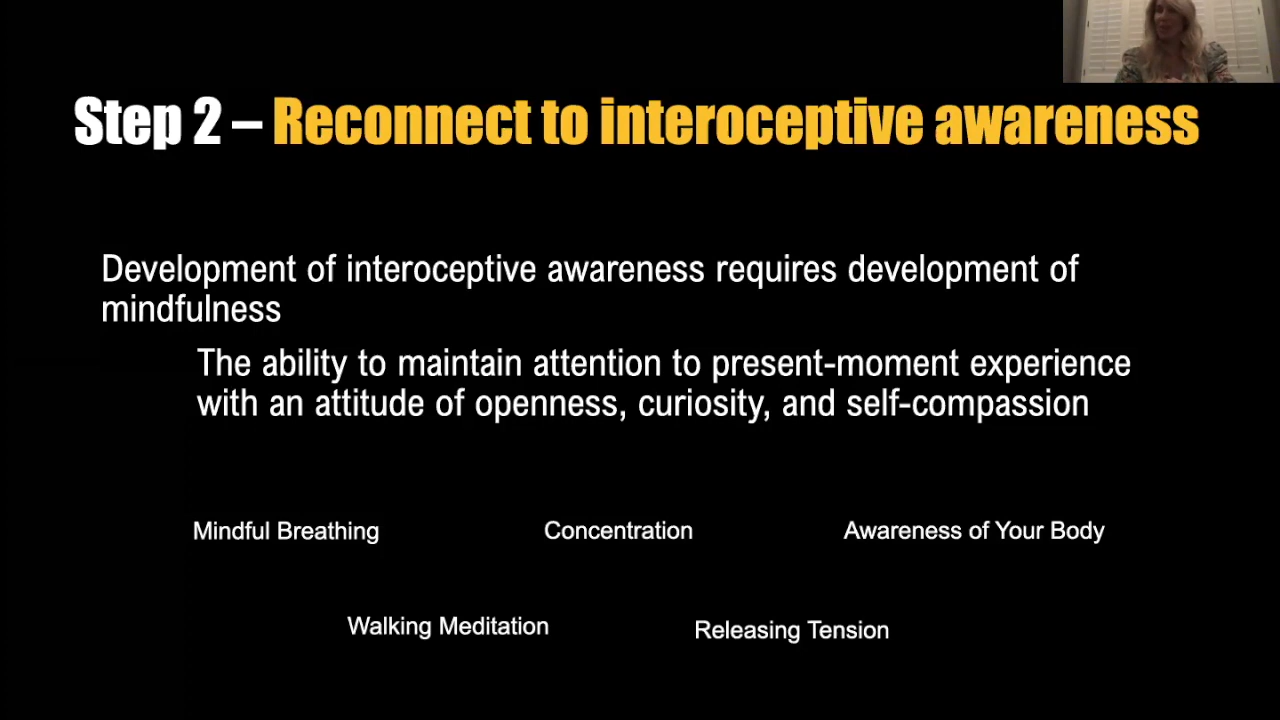 Step 2 – Reconnect to interoceptive awareness
Development of interoceptive awareness requires development of
mindfulness
The ability to maintain attention to present-moment experience
with an attitude of openness, curiosity, and self-compassion
Mindful Breathing
Concentration
Awareness of Your Body
Walking Meditation
Releasing Tension